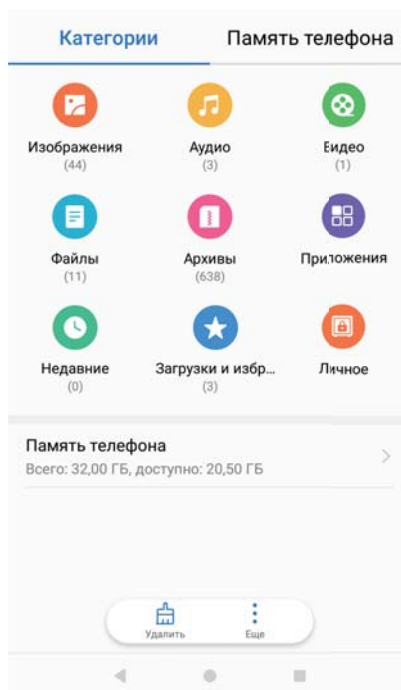 Категории Память телефона
Изображения Аудио Видео
(44) (3) (1)
Файлы Архивы Приложения
(11) (638)
Недавние Загрузки и избр... Личное
(0) (3)
Память телефона
Всего: 32,00 ГБ, доступно: 20,50 ГБ
Удалить Еще